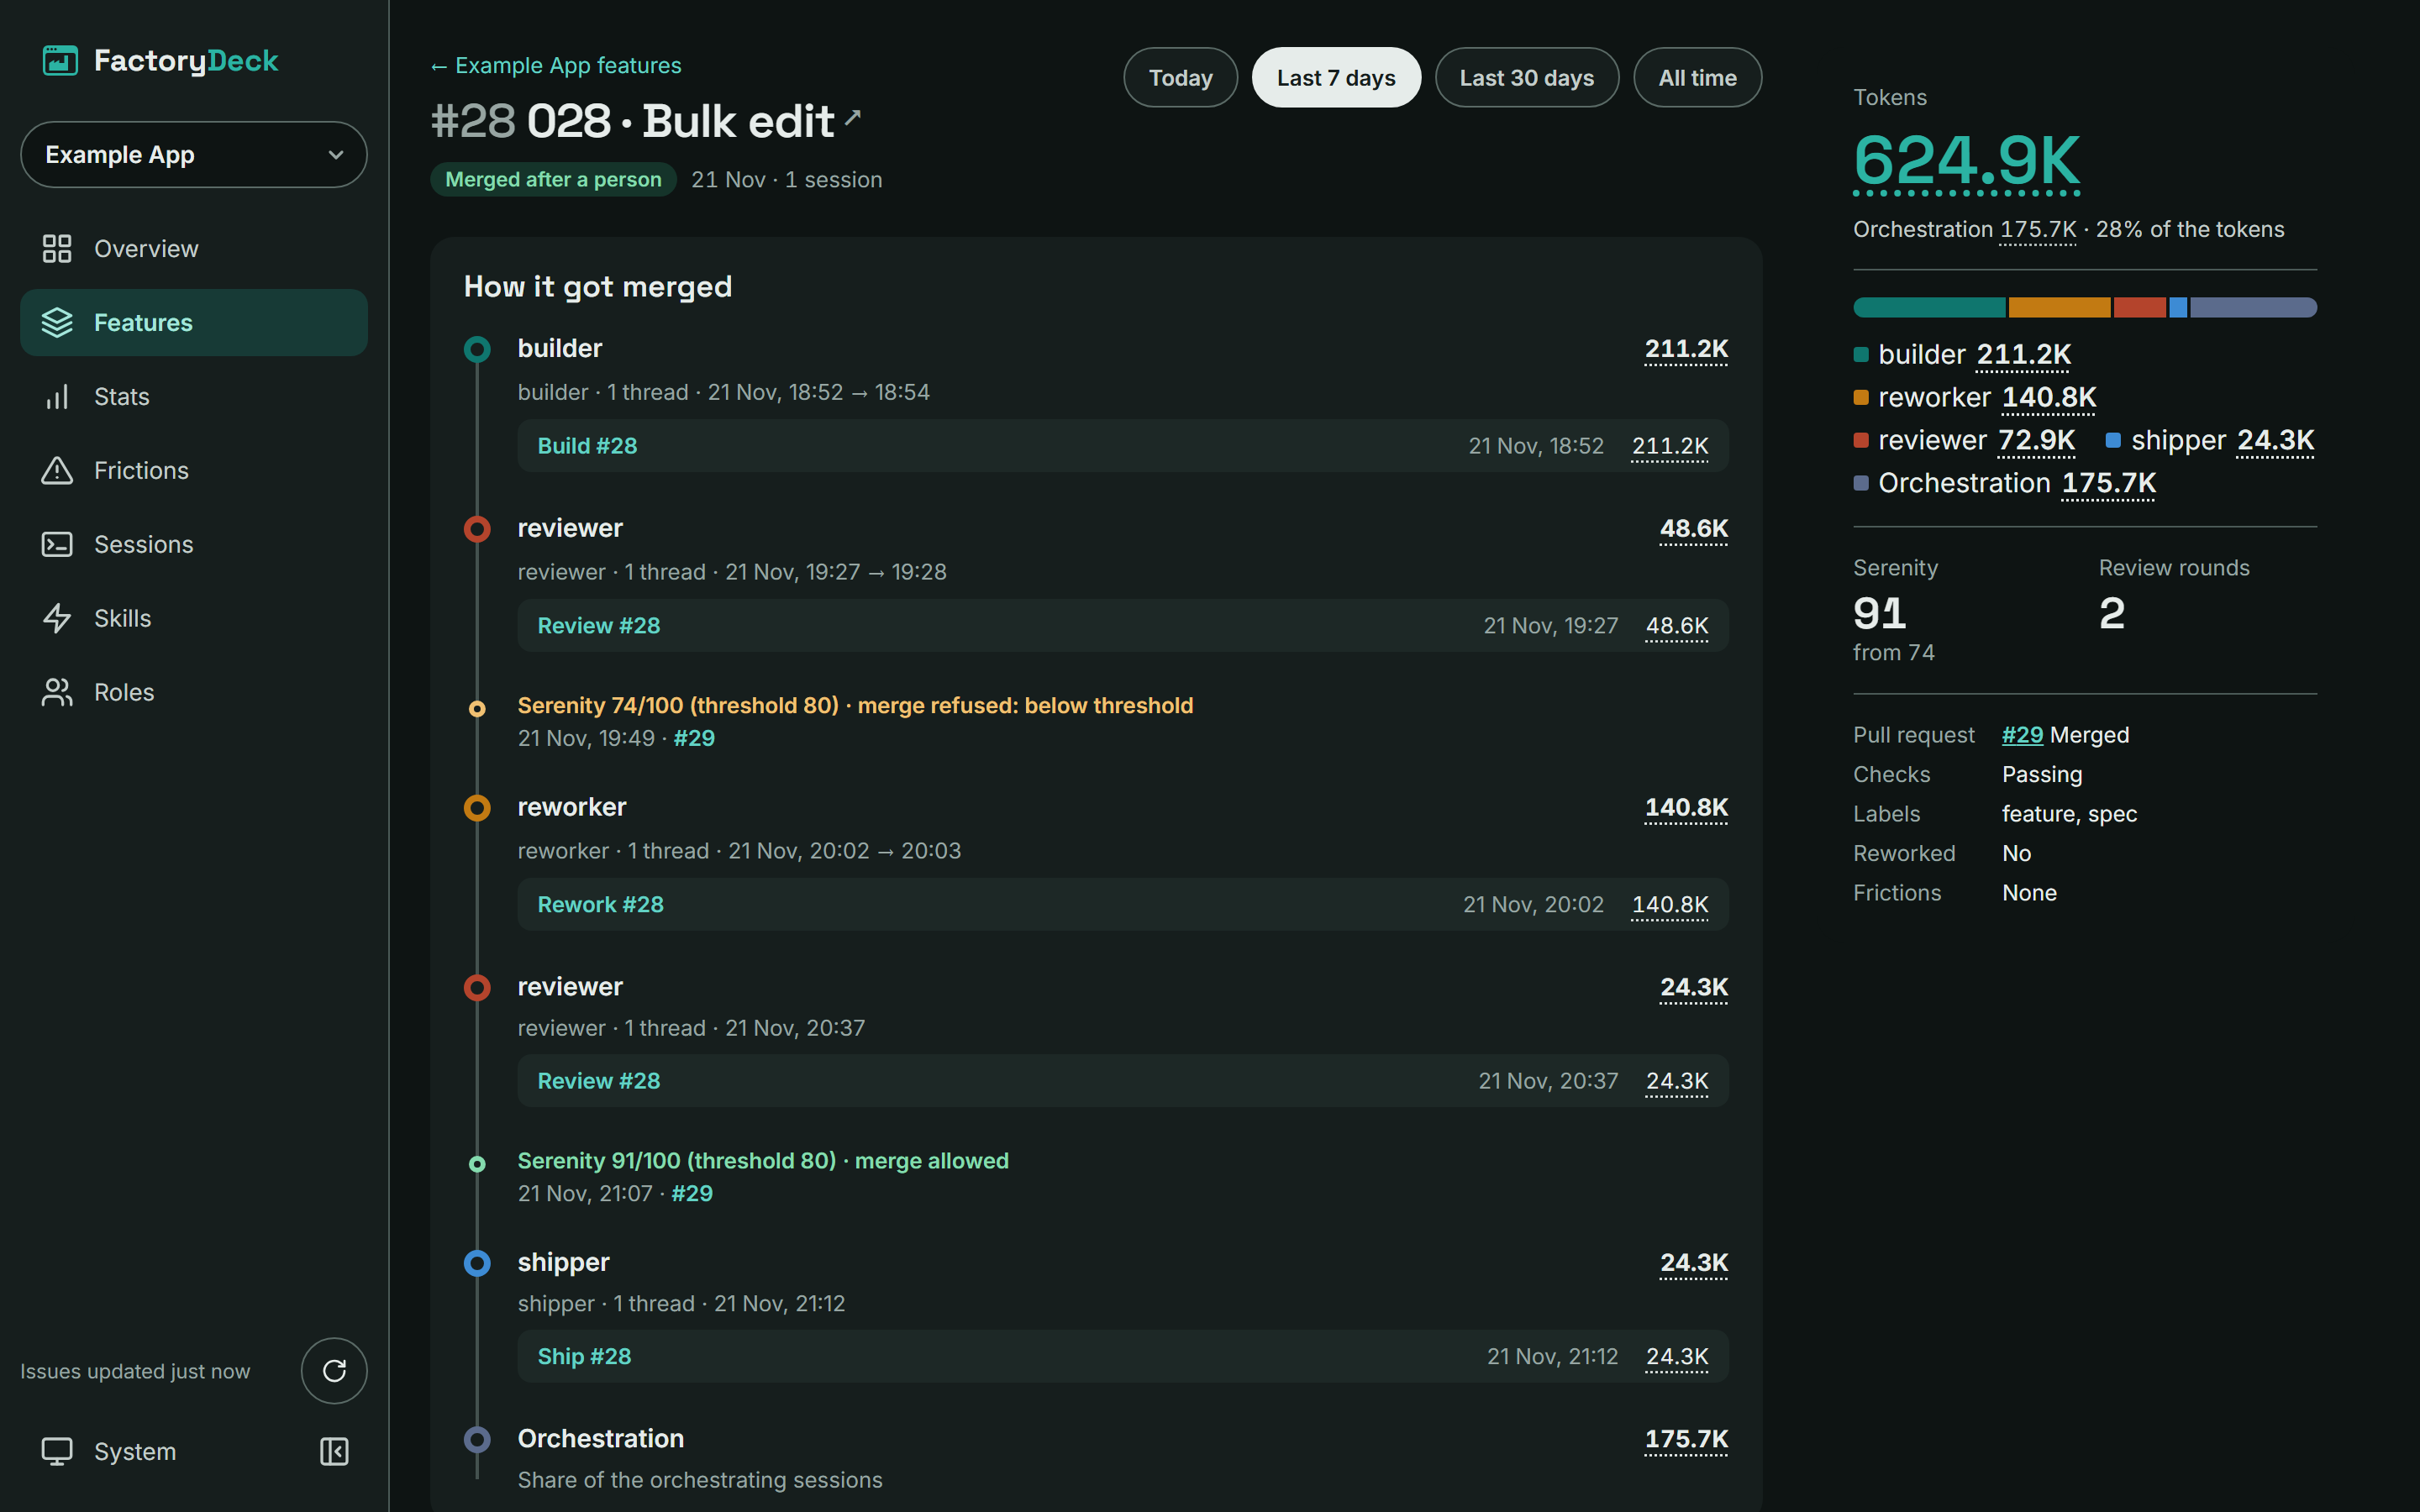 FactoryDeck
Example App
Overview
Features
Stats
Frictions
Sessions
Skills
Roles
Issues updated just now
System
← Example App features
#28 028 · Bulk edit ↗
Merged after a person 21 Nov · 1 session
Today Last 7 days Last 30 days All time
How it got merged
builder 211.2K
builder · 1 thread · 21 Nov, 18:52 → 18:54
Build #28 21 Nov, 18:52 211.2K
reviewer 48.6K
reviewer · 1 thread · 21 Nov, 19:27 → 19:28
Review #28 21 Nov, 19:27 48.6K
Serenity 74/100 (threshold 80) · merge refused: below threshold
21 Nov, 19:49 · #29
reworker 140.8K
reworker · 1 thread · 21 Nov, 20:02 → 20:03
Rework #28 21 Nov, 20:02 140.8K
reviewer 24.3K
reviewer · 1 thread · 21 Nov, 20:37
Review #28 21 Nov, 20:37 24.3K
Serenity 91/100 (threshold 80) · merge allowed
21 Nov, 21:07 · #29
shipper 24.3K
shipper · 1 thread · 21 Nov, 21:12
Ship #28 21 Nov, 21:12 24.3K
Orchestration 175.7K
Share of the orchestrating sessions
Tokens
624.9K
Orchestration 175.7K · 28% of the tokens
builder 211.2K
reworker 140.8K
reviewer 72.9K shipper 24.3K
Orchestration 175.7K
Serenity Review rounds
91 2
from 74
Pull request #29 Merged
Checks Passing
Labels feature, spec
Reworked No
Frictions None